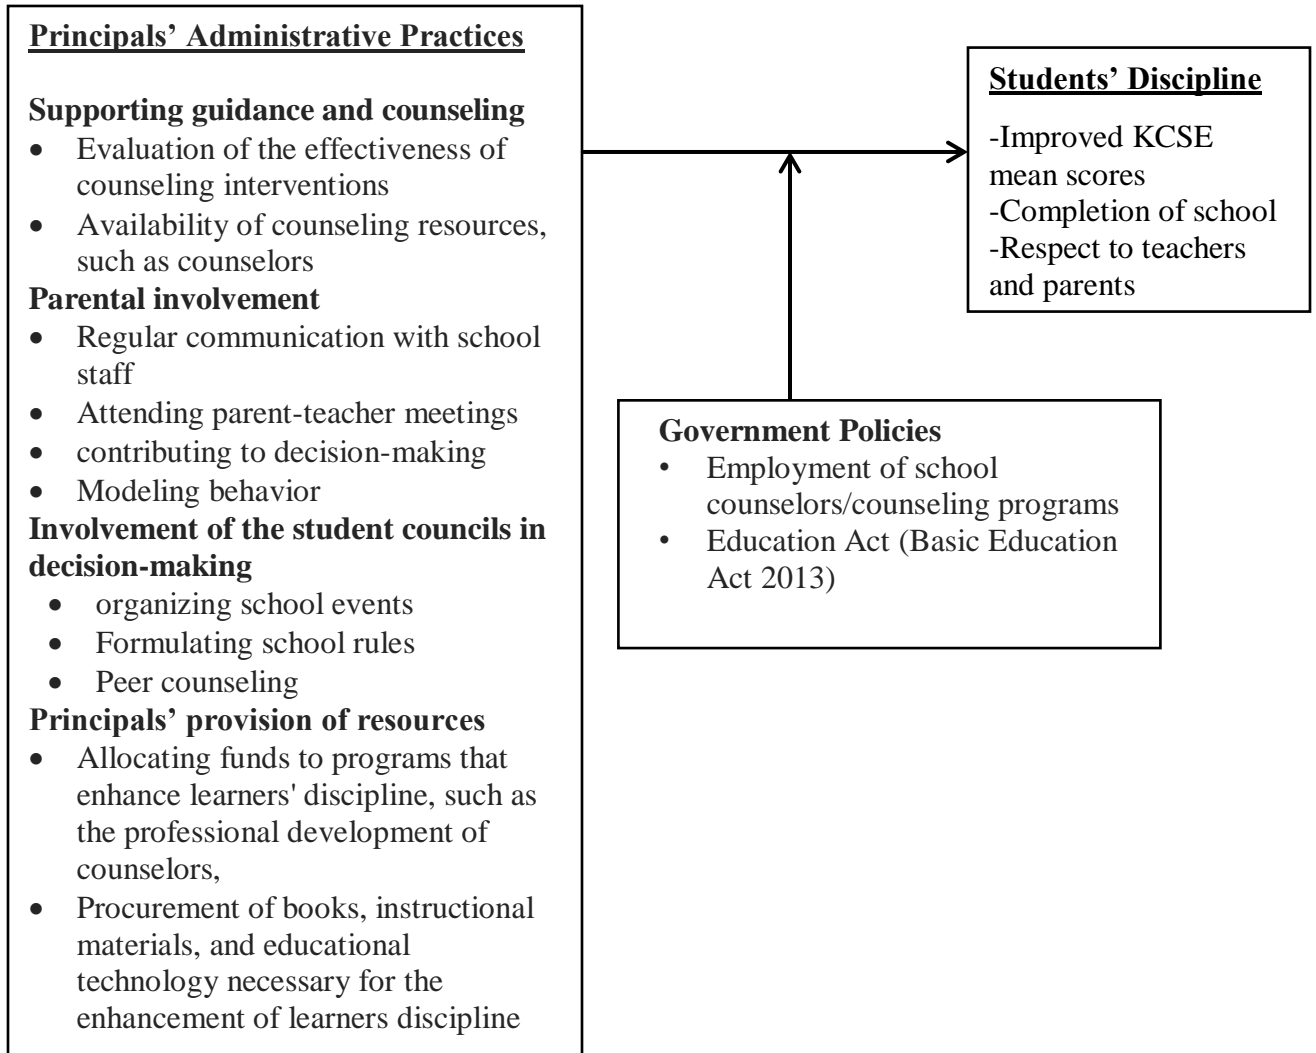 Principals’ Administrative Practices
Supporting guidance and counseling
• Evaluation of the effectiveness of
counseling interventions
• Availability of counseling resources,
such as counselors
Parental involvement
• Regular communication with school
staff
• Attending parent-teacher meetings
• contributing to decision-making
• Modeling behavior
Involvement of the student councils in
decision-making
• organizing school events
• Formulating school rules
• Peer counseling
Principals’ provision of resources
• Allocating funds to programs that
enhance learners' discipline, such as
the professional development of
counselors,
• Procurement of books, instructional
materials, and educational
technology necessary for the
enhancement of learners discipline
Students’ Discipline
-Improved KCSE
mean scores
-Completion of school
-Respect to teachers
and parents
Government Policies
• Employment of school
counselors/counseling programs
• Education Act (Basic Education
Act 2013)